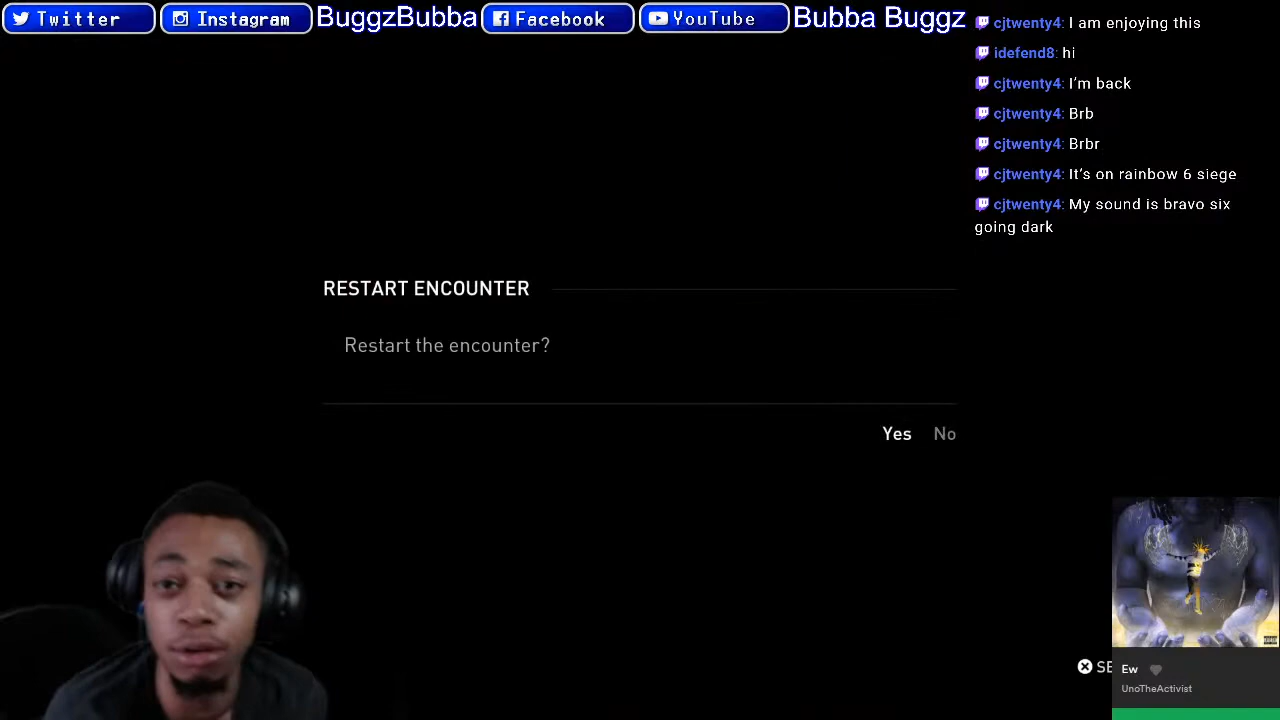 Twitter Instagram BuggzBubba Facebook YouTube Bubba Buggz
cjtwenty4: I am enjoying this
idefend8: hi
cjtwenty4: I’m back
cjtwenty4: Brb
cjtwenty4: Brbr
cjtwenty4: It’s on rainbow 6 siege
cjtwenty4: My sound is bravo six
going dark
RESTART ENCOUNTER
Restart the encounter?
Yes No
SE
Ew
UnoTheActivist